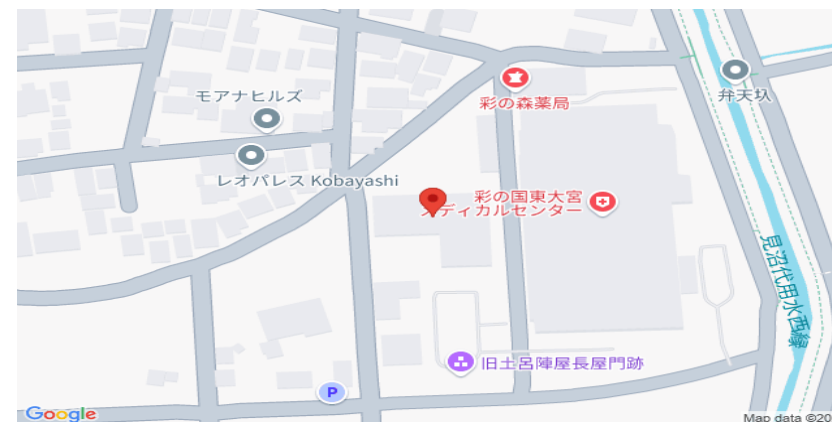 彩の森薬局
弁天圦
モアナヒルズ
レオパレス Kobayashi
彩の国東大宮
メディカルセンター
見沼代用水西縁
旧土呂陣屋長屋門跡
P
Google
Map data ©20